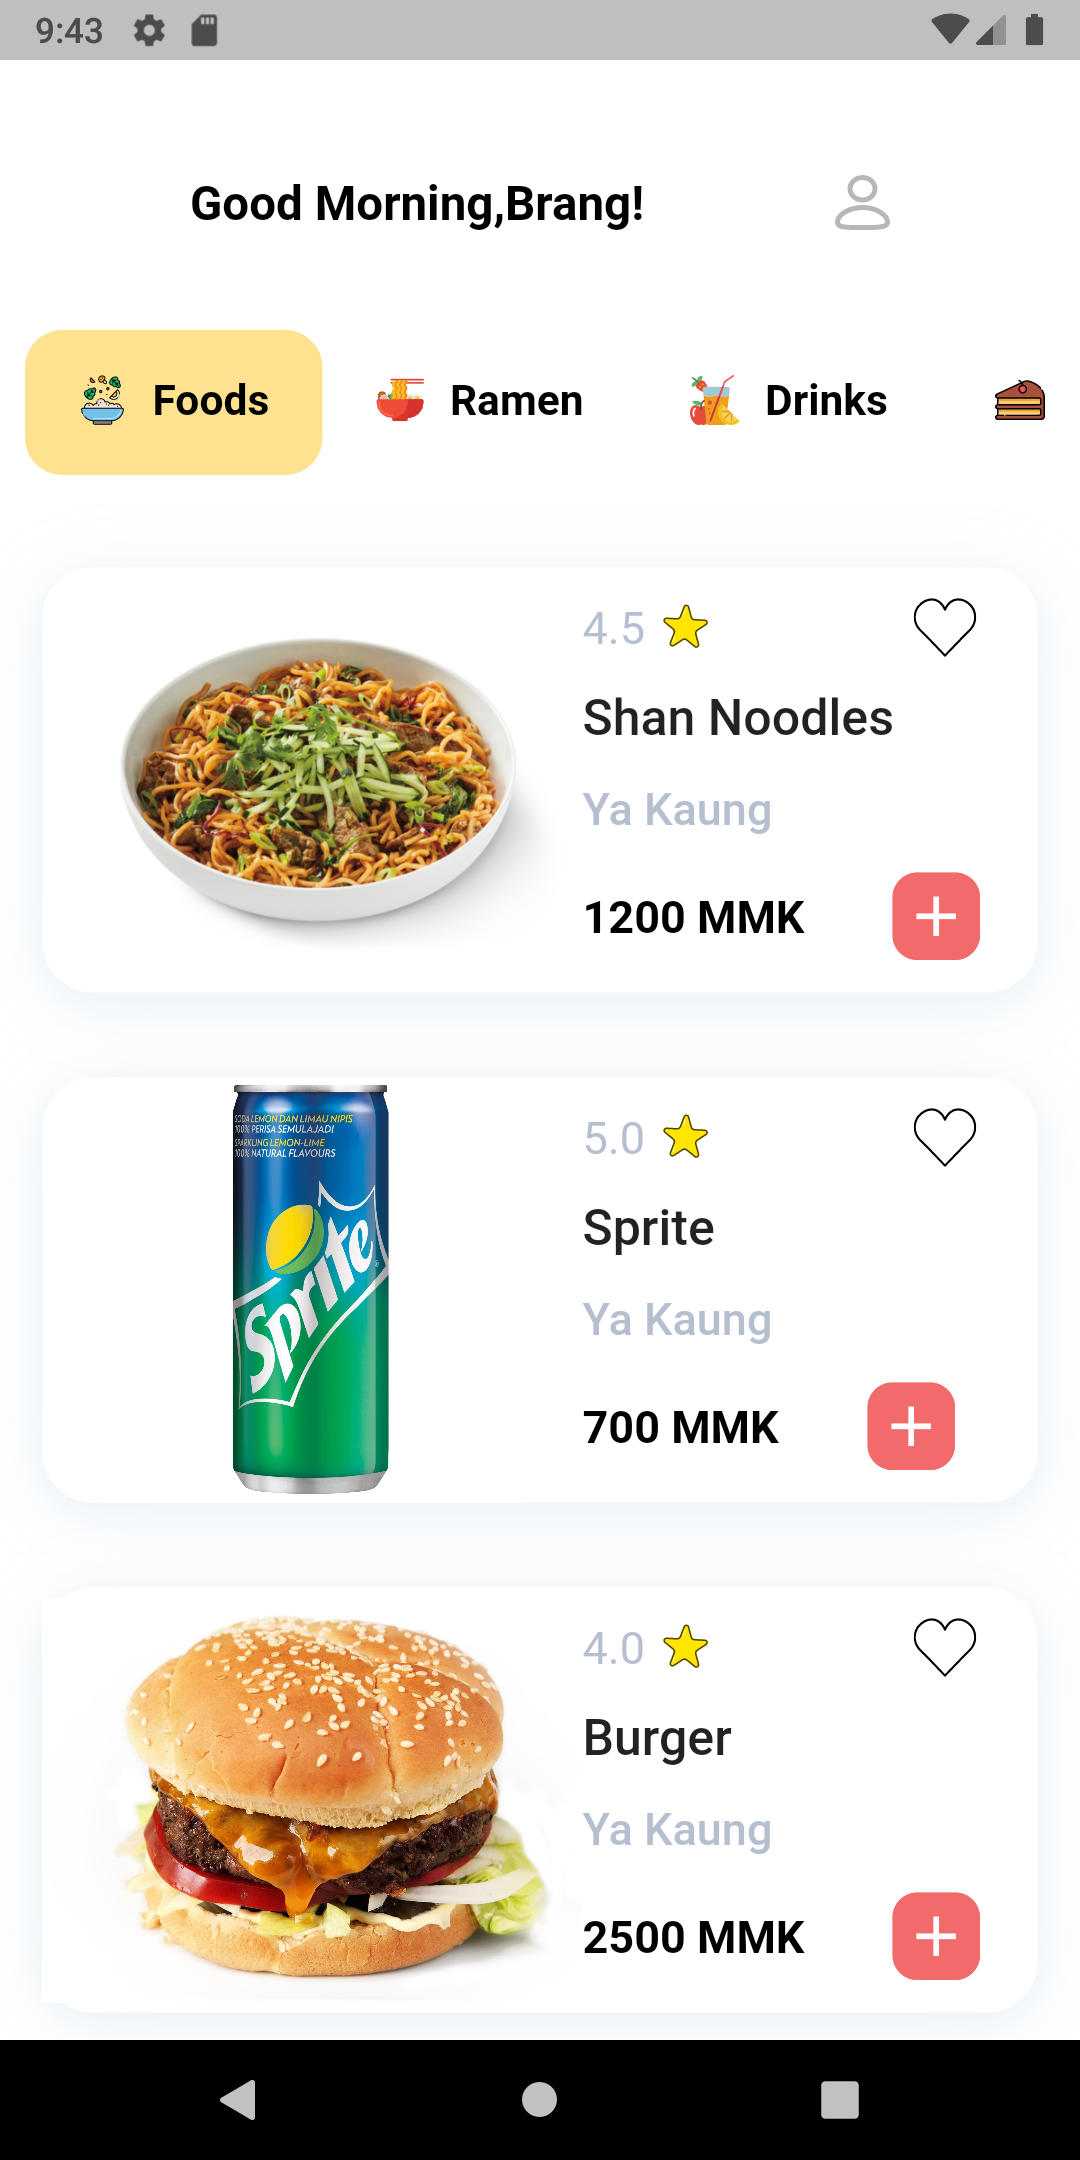 9:43
Good Morning,Brang!
Foods
Ramen
Drinks
4.5
Shan Noodles
Ya Kaung
1200 MMK
SODA LEMON DAN LIMAU NIPIS
100% PERISA SEMULAJADI
SPARKLING LEMON-LIME
100% NATURAL FLAVOURS
Sprite
5.0
Sprite
Ya Kaung
700 MMK
4.0
Burger
Ya Kaung
2500 MMK